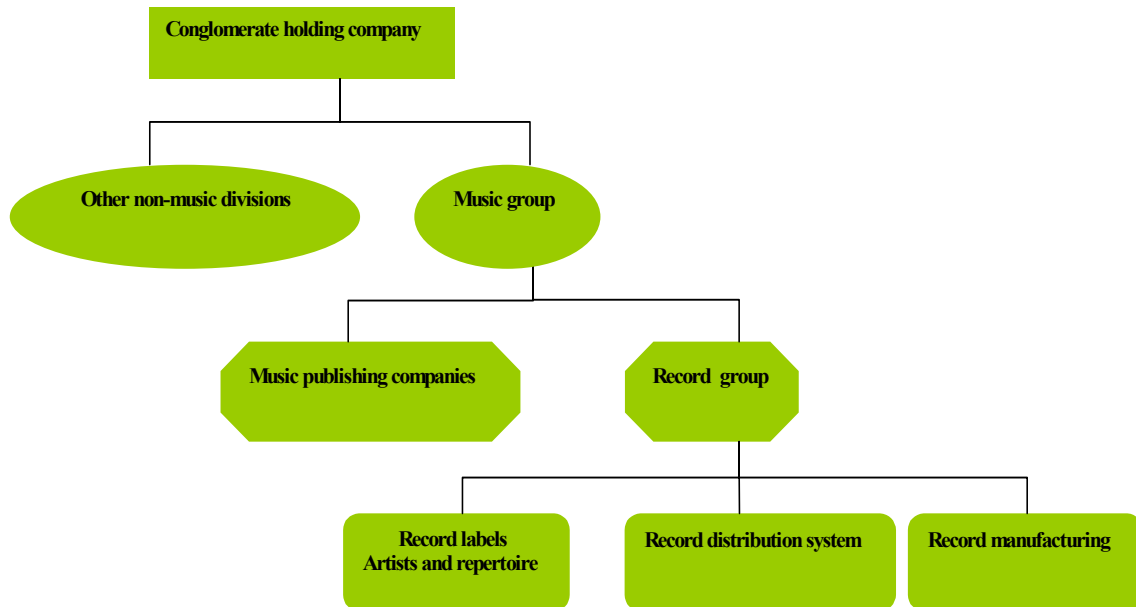 Conglomerate holding company
Other non-music divisions
Music group
Music publishing companies
Record group
Record labels
Artists and repertoire
Record distribution system
Record manufacturing